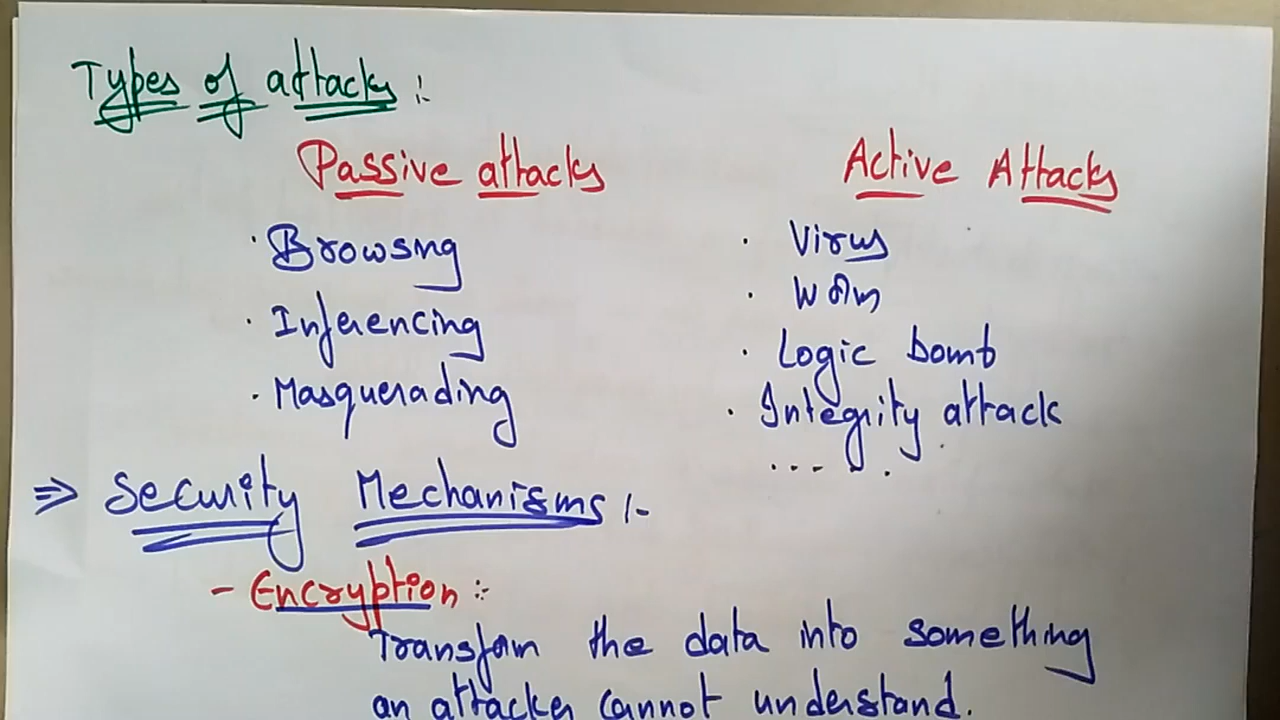 Types of attacks :-
Passive attacks
Active Attacks
· Browsing
· Virus
· Worm
· Inferencing
· Logic bomb
· Masquerading
· Integrity attack
... . .
⇒ Security Mechanisms :-
- Encryption :-
Transform the data into something
an attacker cannot understand.